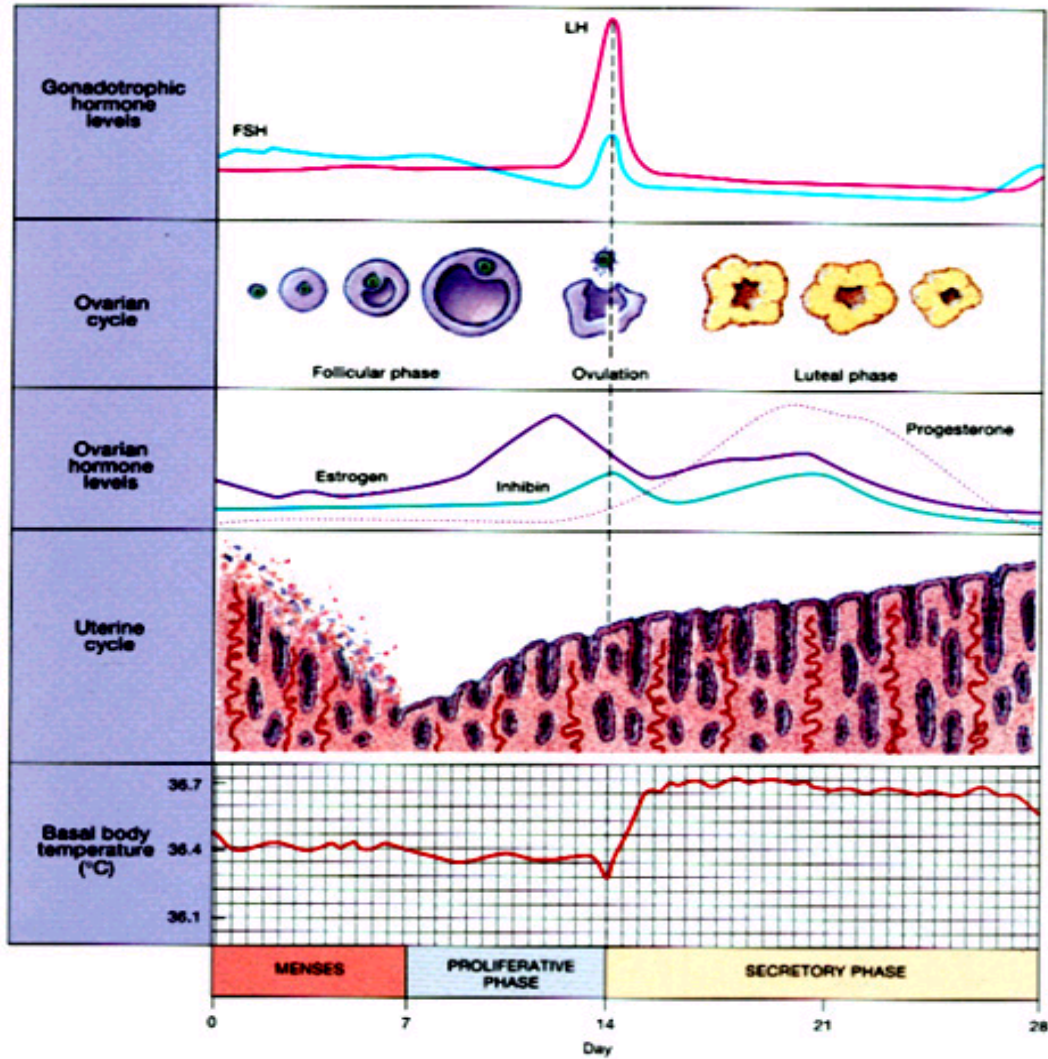 Gonadotrophic
hormone
levels
LH
FSH
Ovarian
cycle
Follicular phase
Ovulation
Luteal phase
Ovarian
hormone
levels
Estrogen
Inhibin
Progesterone
Uterine
cycle
Basal body
temperature
(°C)
36.7
36.4
36.1
MENSES
PROLIFERATIVE
PHASE
SECRETORY PHASE
0
7
14
21
28
Day